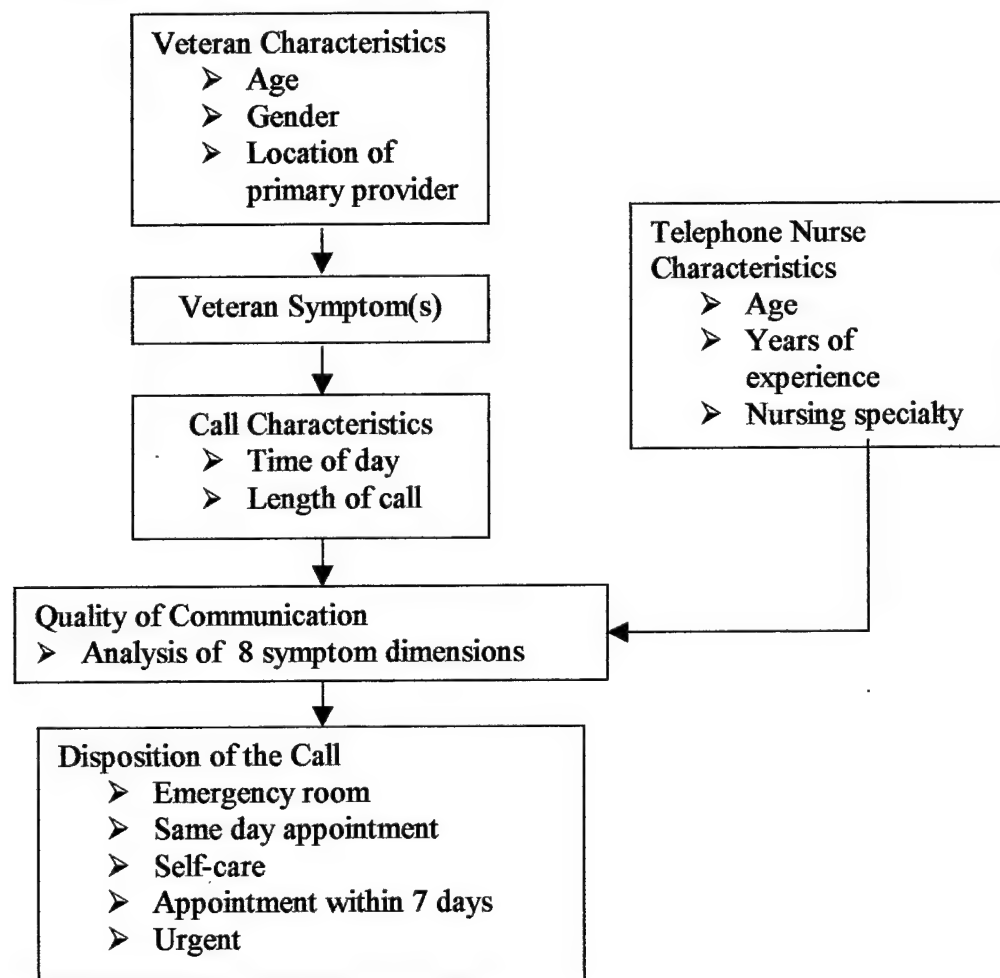 Veteran Characteristics
➢ Age
➢ Gender
➢ Location of
primary provider
Telephone Nurse
Characteristics
➢ Age
➢ Years of
experience
➢ Nursing specialty
Veteran Symptom(s)
Call Characteristics
➢ Time of day
➢ Length of call
Quality of Communication
➢ Analysis of 8 symptom dimensions
Disposition of the Call
➢ Emergency room
➢ Same day appointment
➢ Self-care
➢ Appointment within 7 days
➢ Urgent